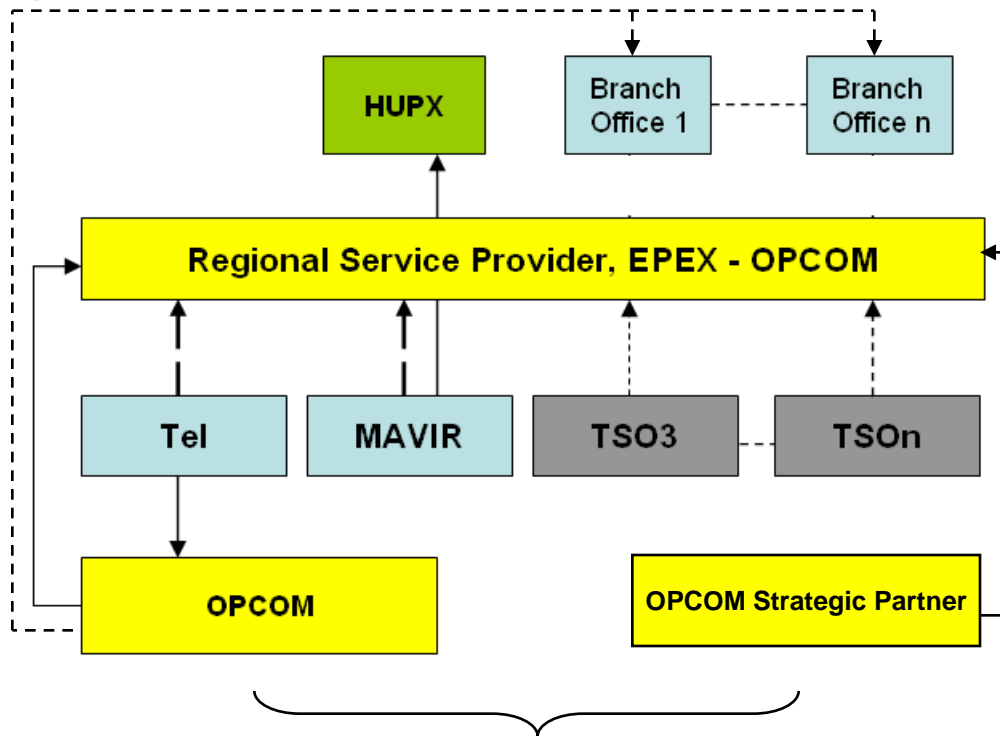 HUPX
Branch
Office 1
Branch
Office n
Regional Service Provider, EPEX - OPCOM
Tel
MAVIR
TSO3
TSOn
OPCOM
OPCOM Strategic Partner